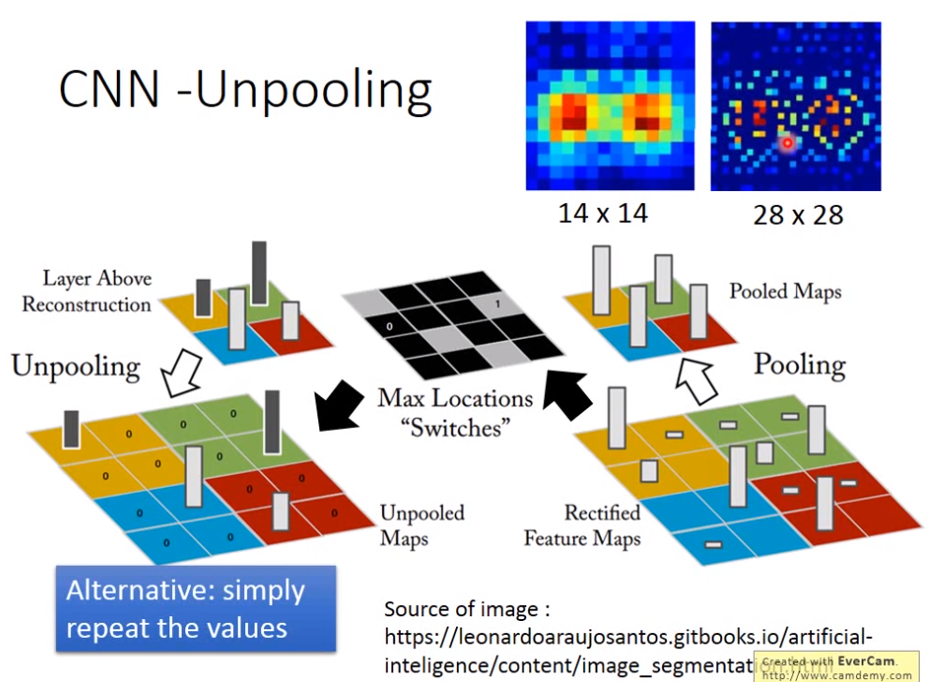 CNN -Unpooling
14 x 14
28 x 28
Layer Above
Reconstruction
Unpooling
0
1
Max Locations
"Switches"
Pooled Maps
Pooling
0
0
0
0
0
0
0
0
0
0
0
0
Unpooled
Maps
Rectified
Feature Maps
Alternative: simply
repeat the values
Source of image :
https://leonardoaraujosantos.gitbooks.io/artificial-
inteligence/content/image_segmentation.html
Created with EverCam.
http://www.camdemy.com